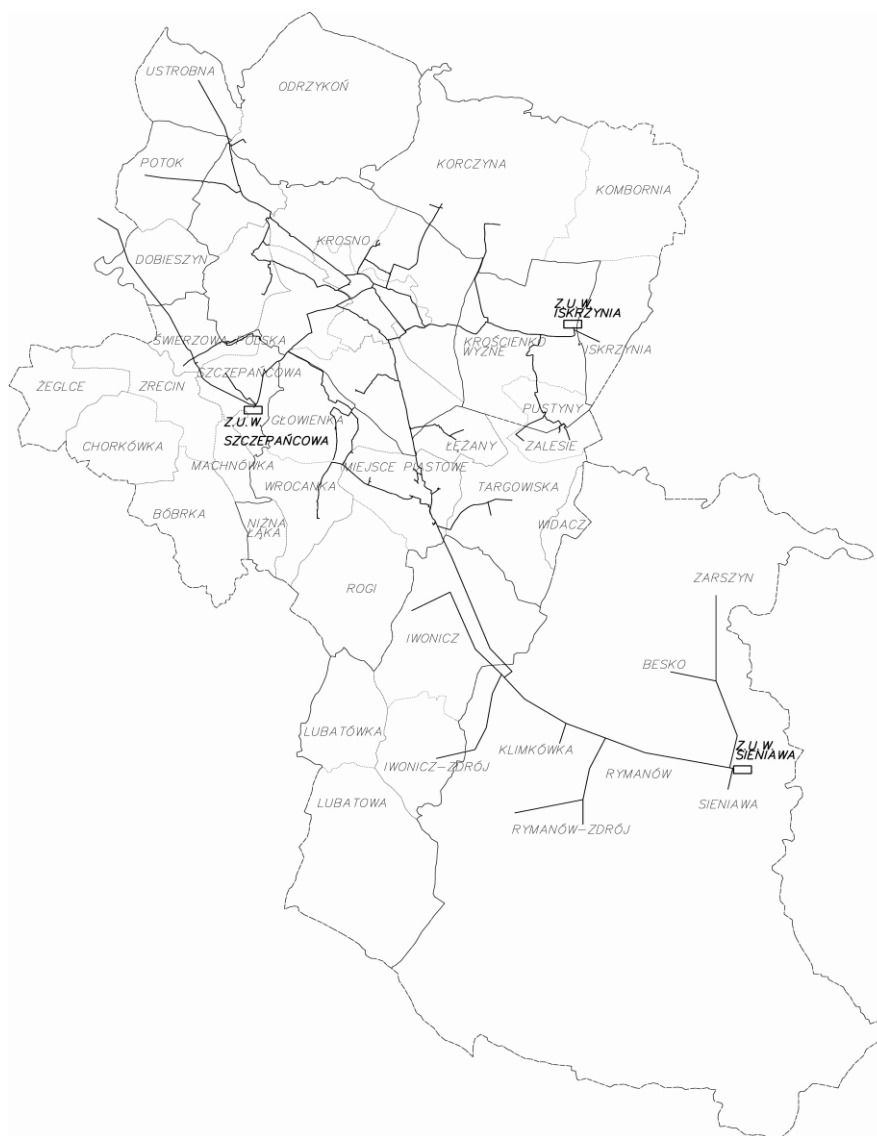 USTROBNA
ODRZYKOŃ
POTOK
KORCZYNA
KOMBORNIA
KROSNO
DOBIESZYN
Z.U.W.
ISKRZYNIA
ŚWIERZOWA POLSKA
KROŚCIENKO
WYŻNE
ISKRZYNIA
ŻEGLCE
ZRECIN
SZCZEPAŃCOWA
PUSTYNY
Z.U.W.
SZCZEPAŃCOWA
GŁOWIENKA
CHORKÓWKA
ŁĘŻANY
ZALESIE
MACHNÓWKA
MIEJSCE PIASTOWE
WROCANKA
TARGOWISKA
BÓBRKA
NIŻNA
ŁĄKA
WIDACZ
ROGI
ZARSZYN
IWONICZ
BESKO
LUBATÓWKA
KLIMKÓWKA
Z.U.W.
SIENIAWA
IWONICZ-ZDRÓJ
RYMANÓW
LUBATOWA
SIENIAWA
RYMANÓW-ZDRÓJ